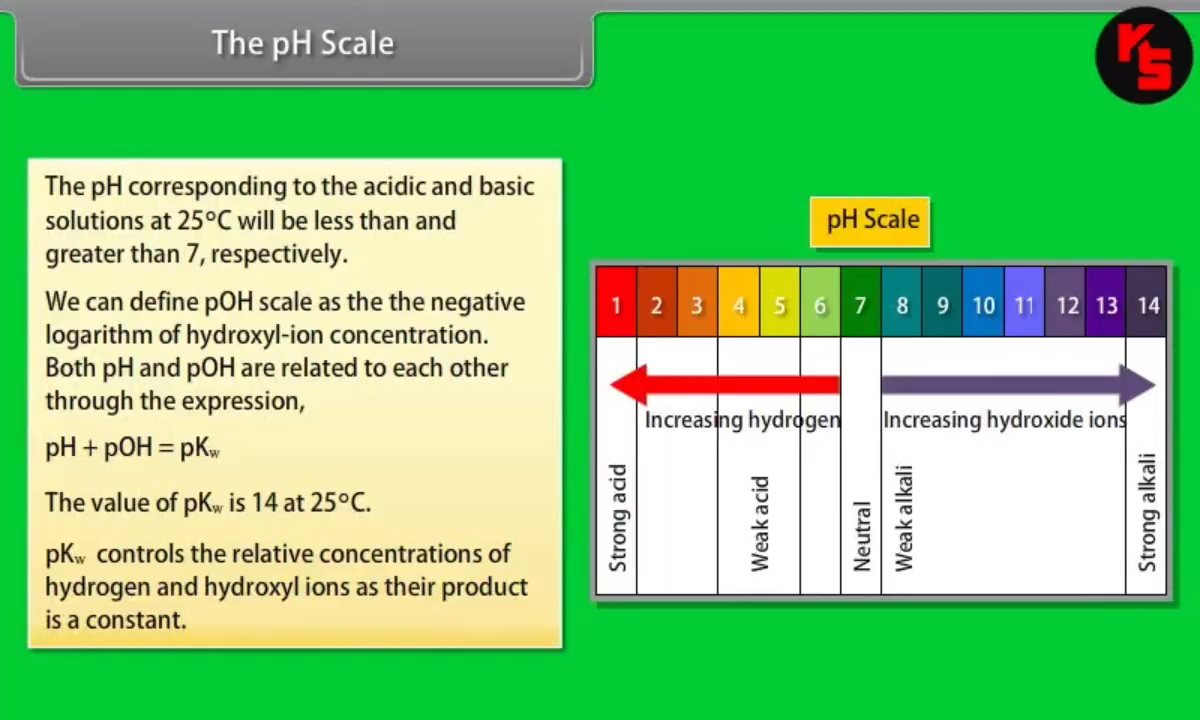 The pH Scale
KS
The pH corresponding to the acidic and basic
solutions at 25°C will be less than and
greater than 7, respectively.
We can define pOH scale as the the negative
logarithm of hydroxyl-ion concentration.
Both pH and pOH are related to each other
through the expression,
pH + pOH = pKw
The value of pKw is 14 at 25°C.
pKw controls the relative concentrations of
hydrogen and hydroxyl ions as their product
is a constant.
pH Scale
1 2 3 4 5 6 7 8 9 10 11 12 13 14
Increasing hydrogen
Increasing hydroxide ions
Strong acid
Weak acid
Neutral
Weak alkali
Strong alkali